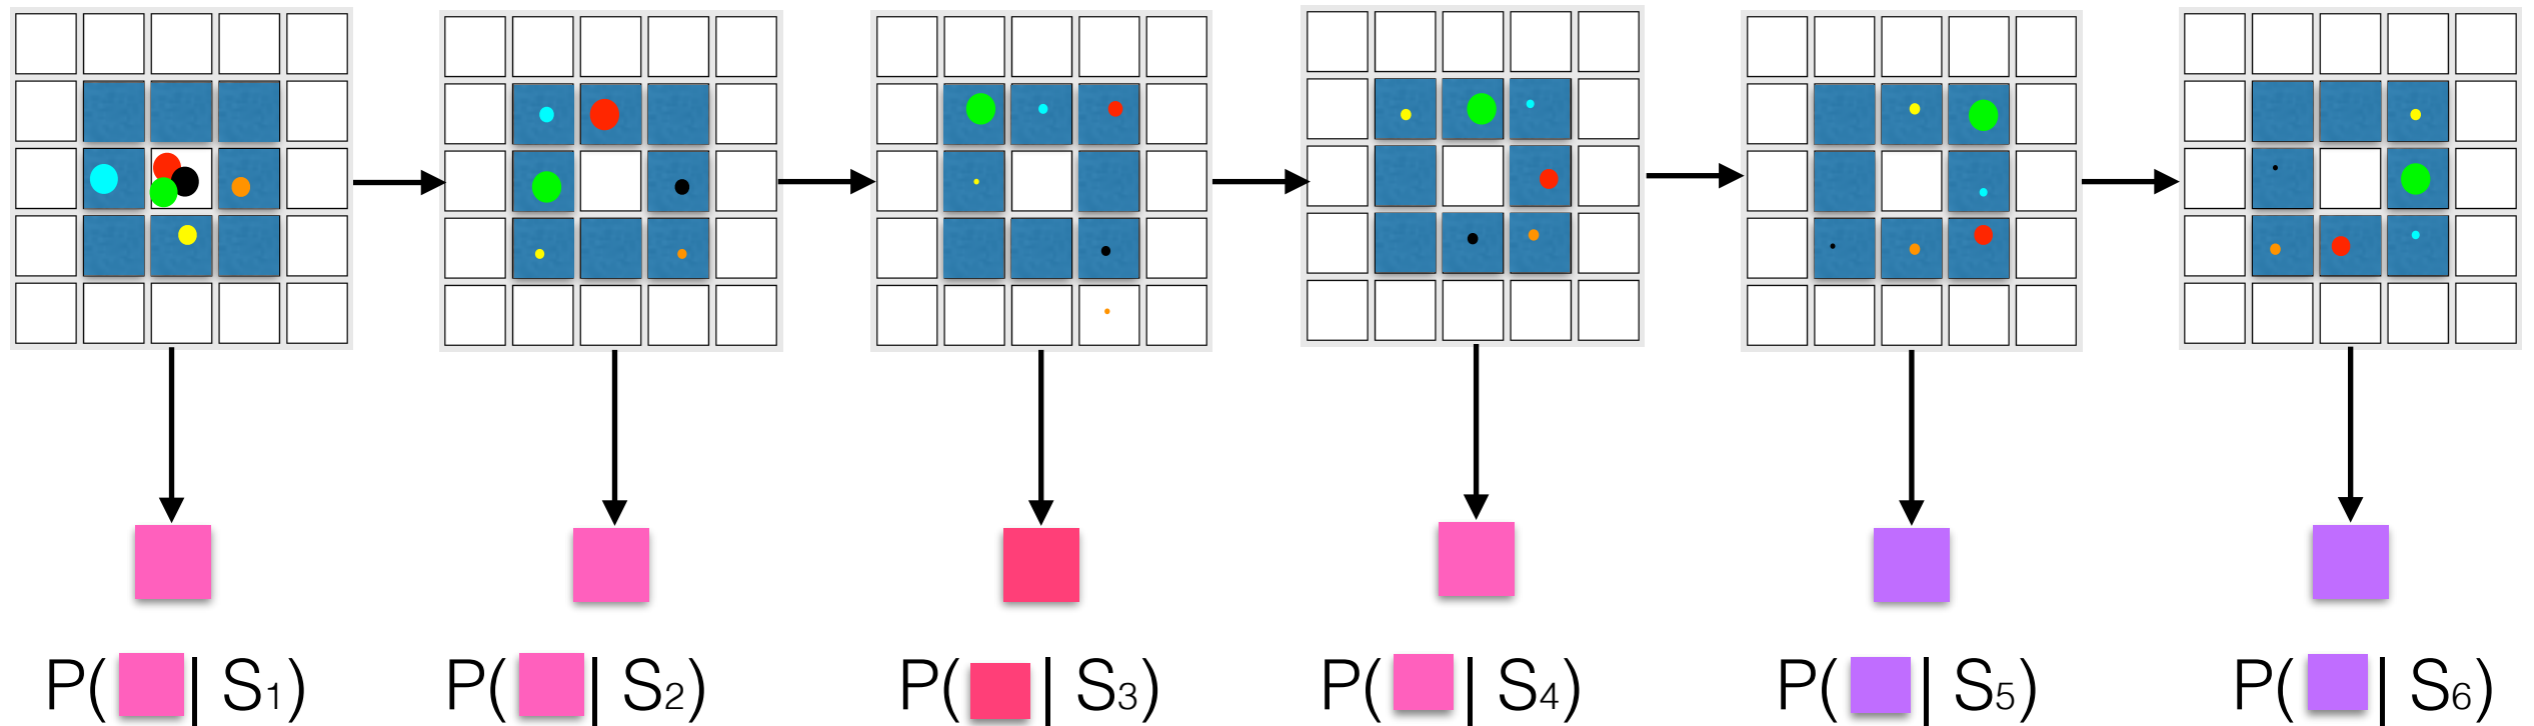 P( | S1)
P( | S2)
P( | S3)
P( | S4)
P( | S5)
P( | S6)